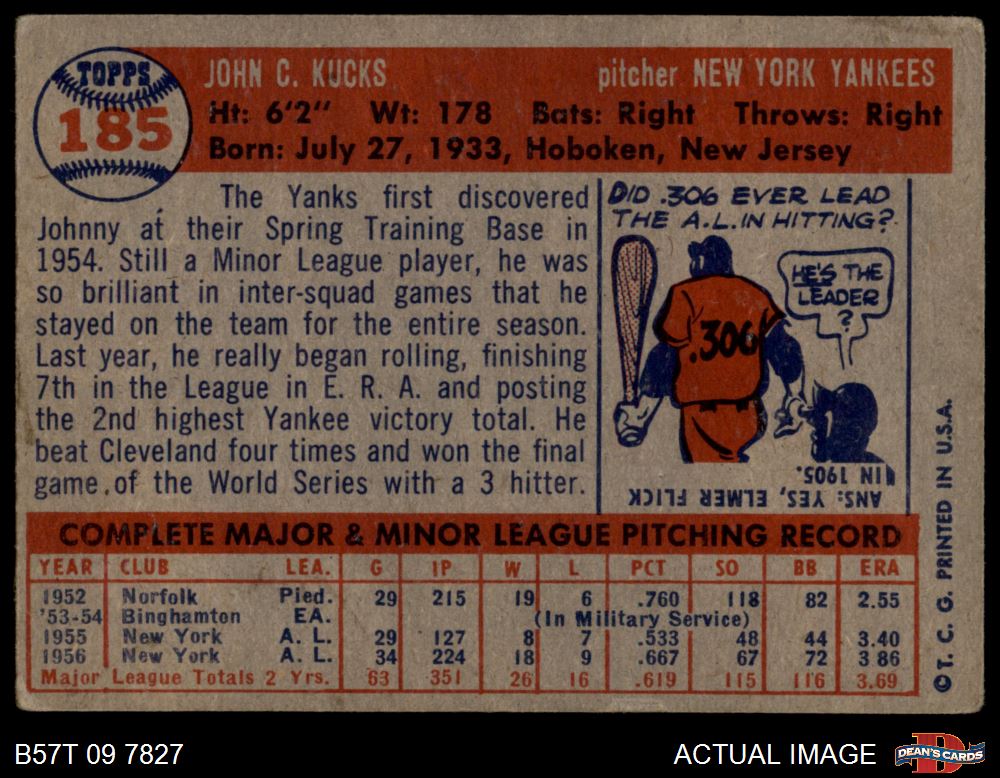 TOPPS
185
JOHN C. KUCKS pitcher NEW YORK YANKEES
Ht: 6'2" Wt: 178 Bats: Right Throws: Right
Born: July 27, 1933, Hoboken, New Jersey
The Yanks first discovered
Johnny at their Spring Training Base in
1954. Still a Minor League player, he was
so brilliant in inter-squad games that he
stayed on the team for the entire season.
Last year, he really began rolling, finishing
7th in the League in E. R. A. and posting
the 2nd highest Yankee victory total. He
beat Cleveland four times and won the final
game of the World Series with a 3 hitter.
DID .306 EVER LEAD
THE A.L. IN HITTING?
HE'S THE
LEADER
?
.306
ANS: YES, ELMER FLICK
IN 1905.
COMPLETE MAJOR & MINOR LEAGUE PITCHING RECORD
YEAR CLUB LEA. G IP W L PCT SO BB ERA
1952 Norfolk Pied. 29 215 19 6 .760 118 82 2.55
'53-54 Binghamton EA. (In Military Service)
1955 New York A. L. 29 127 8 7 .533 48 44 3.40
1956 New York A. L. 34 224 18 9 .667 67 72 3 86
Major League Totals 2 Yrs. 63 351 26 16 .619 115 116 3.69
© T. C. G. PRINTED IN U.S.A.
B57T 09 7827
ACTUAL IMAGE
DEAN'S CARDS